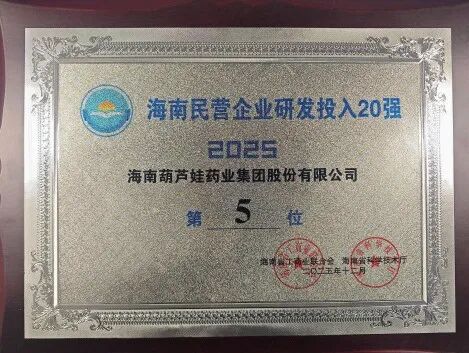 海南民营企业研发投入20强
2025
海南葫芦娃药业集团股份有限公司
第 5 位
海南省工商业联合会 海南省科学技术厅
二〇二五年十二月